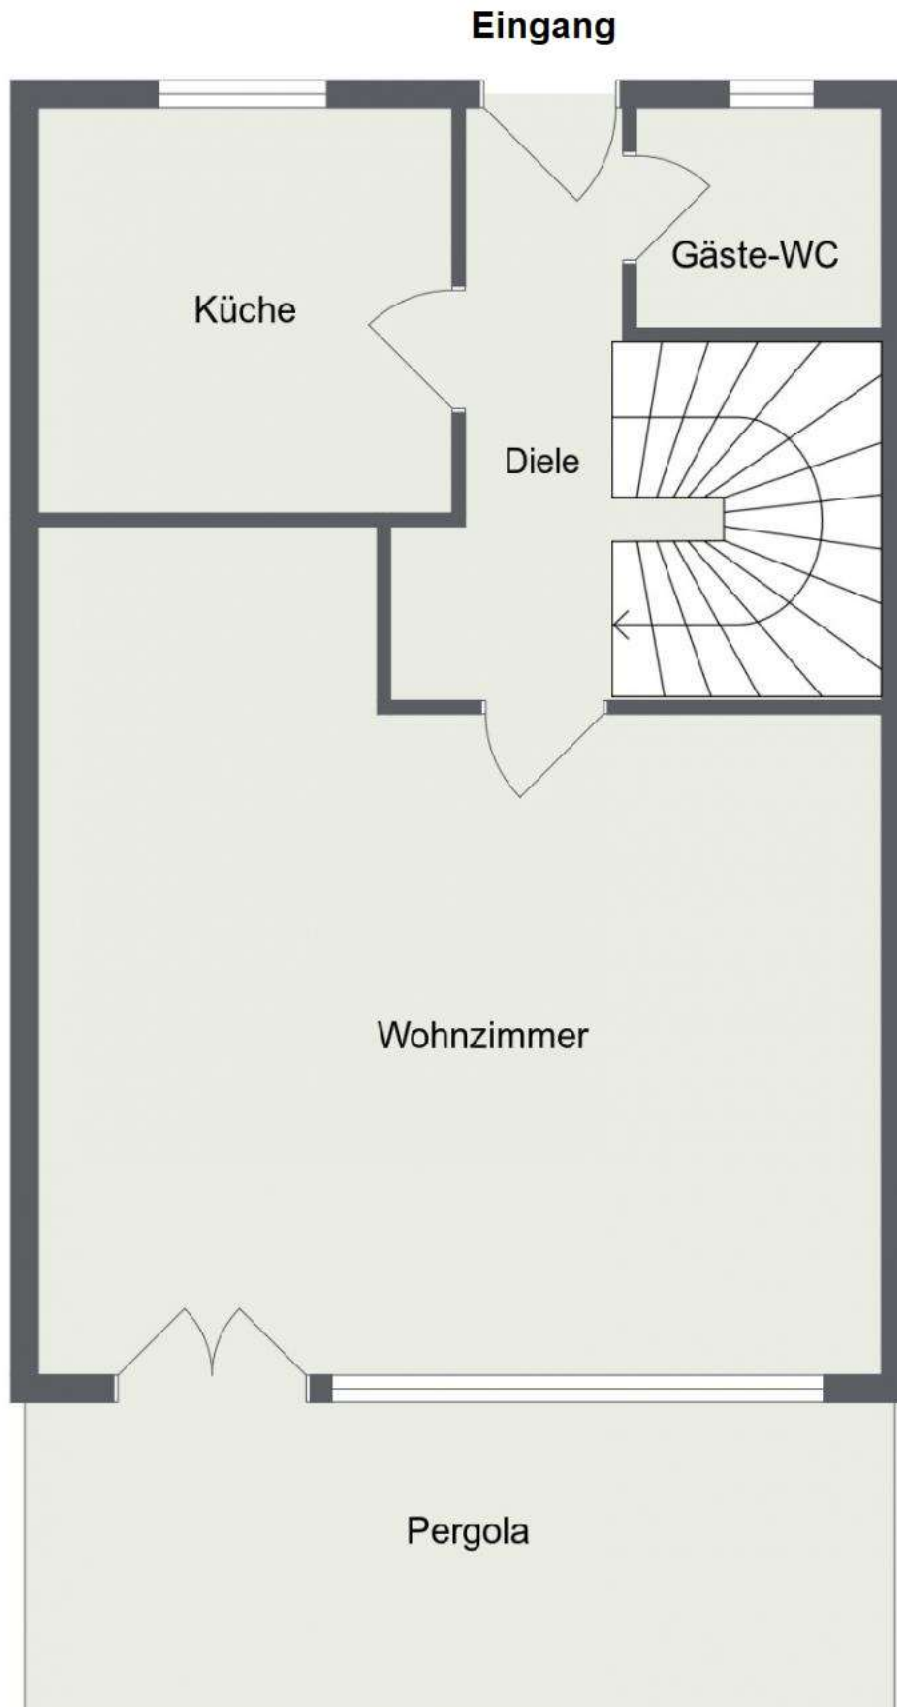 Eingang
Gäste-WC
Küche
Diele
Wohnzimmer
Pergola